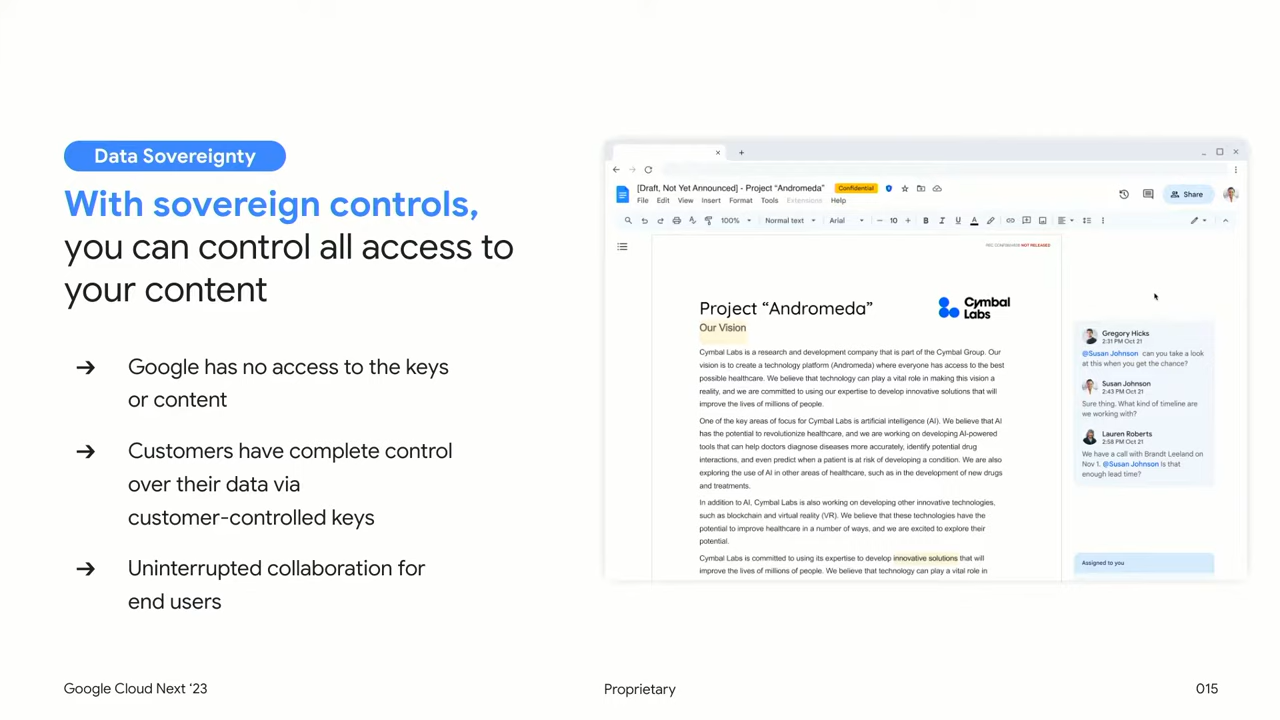 Data Sovereignty
With sovereign controls,
you can control all access to
your content
➔ Google has no access to the keys
or content
➔ Customers have complete control
over their data via
customer-controlled keys
➔ Uninterrupted collaboration for
end users
[Draft, Not Yet Announced] - Project “Andromeda” Confidential
File Edit View Insert Format Tools Extensions Help
Share
100% Normal text Arial 10 B I U A
NOT RELEASED
Project “Andromeda”
Cymbal
Labs
Our Vision
Cymbal Labs is a research and development company that is part of the Cymbal Group. Our
vision is to create a technology platform (Andromeda) where everyone has access to the best
possible healthcare. We believe that technology can play a vital role in making this vision a
reality, and we are committed to using our expertise to develop innovative solutions that will
improve the lives of millions of people.
One of the key areas of focus for Cymbal Labs is artificial intelligence (AI). We believe that AI
has the potential to revolutionize healthcare, and we are working on developing AI-powered
tools that can help doctors diagnose diseases more accurately, identify potential drug
interactions, and even predict when a patient is at risk of developing a condition. We are also
exploring the use of AI in other areas of healthcare, such as in the development of new drugs
and treatments.
In addition to AI, Cymbal Labs is also working on developing other innovative technologies,
such as blockchain and virtual reality (VR). We believe that these technologies have the
potential to improve healthcare in a number of ways, and we are excited to explore their
potential.
Cymbal Labs is committed to using its expertise to develop innovative solutions that will
improve the lives of millions of people. We believe that technology can play a vital role in
Gregory Hicks
2:31 PM Oct 21
@Susan Johnson can you take a look
at this when you get the chance?
Susan Johnson
2:43 PM Oct 21
Sure thing. What kind of timeline are
we working with?
Lauren Roberts
2:58 PM Oct 21
We have a call with Brandt Leeland on
Nov 1. @Susan Johnson Is that
enough lead time?
Assigned to you
Google Cloud Next ‘23
Proprietary
015